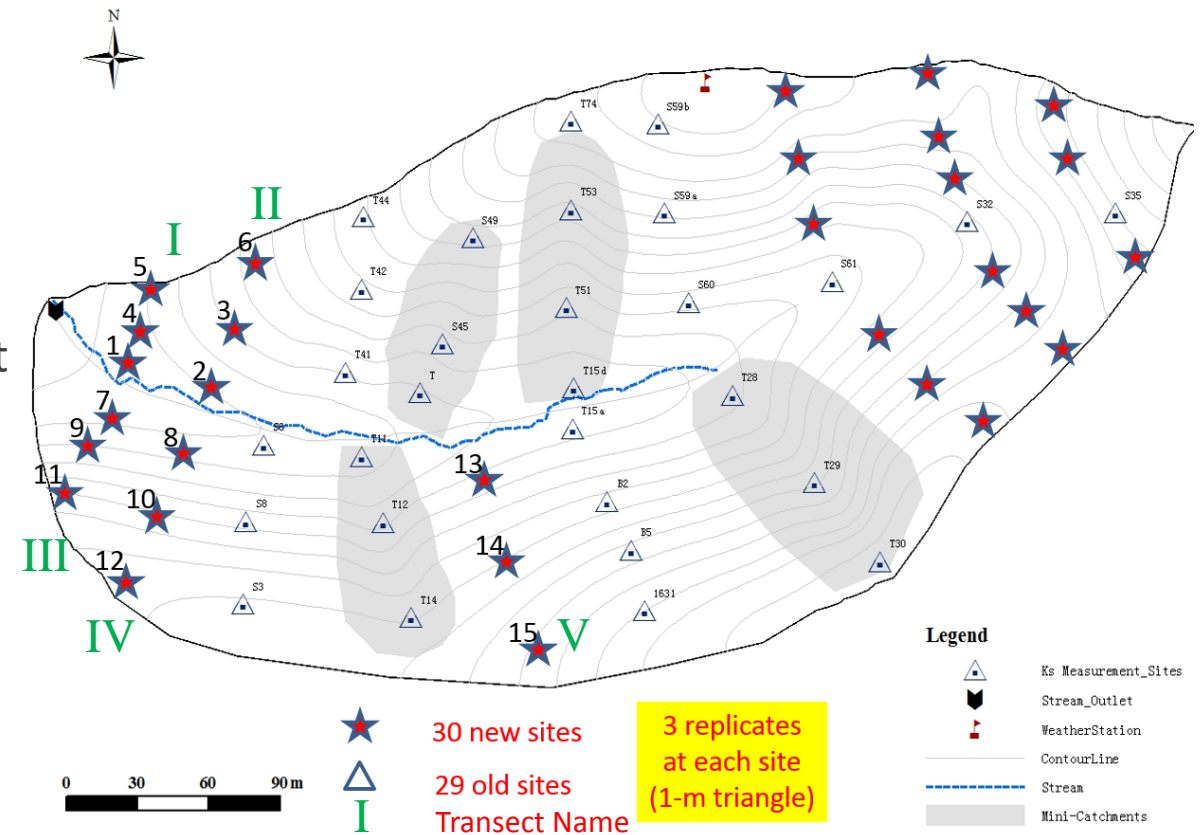 N
T74
S59b
T44
II
T53
S59a
S32
S35
I
6
S49
5
T42
S61
T51
S60
4
3
1
S45
T41
2
T
T15d
T28
t
7
T15a
9
8
S6
T11
13
T29
11
10
S8
T12
B2
14
B5
T30
III
12
S3
T14
1631
IV
15
V
Legend
Ks Measurement_Sites
Stream_Outlet
WeatherStation
ContourLine
Stream
Mini-Catchments
30 new sites
29 old sites
I
Transect Name
3 replicates
at each site
(1-m triangle)
0 30 60 90 m